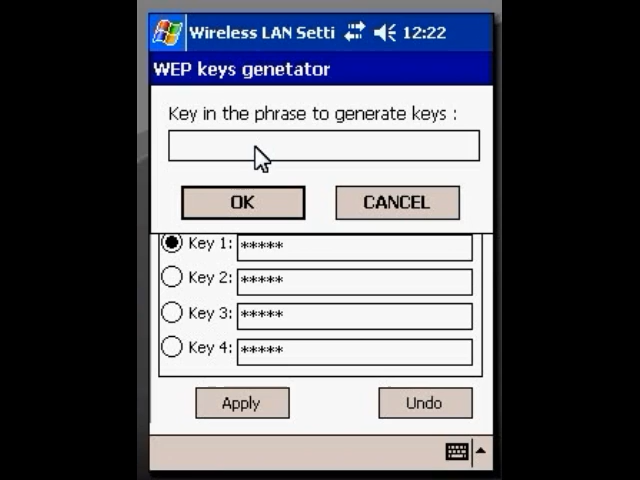 Wireless LAN Setti 12:22
WEP keys genetator
Key in the phrase to generate keys :
OK CANCEL
Key 1: *****
Key 2: *****
Key 3: *****
Key 4: *****
Apply Undo